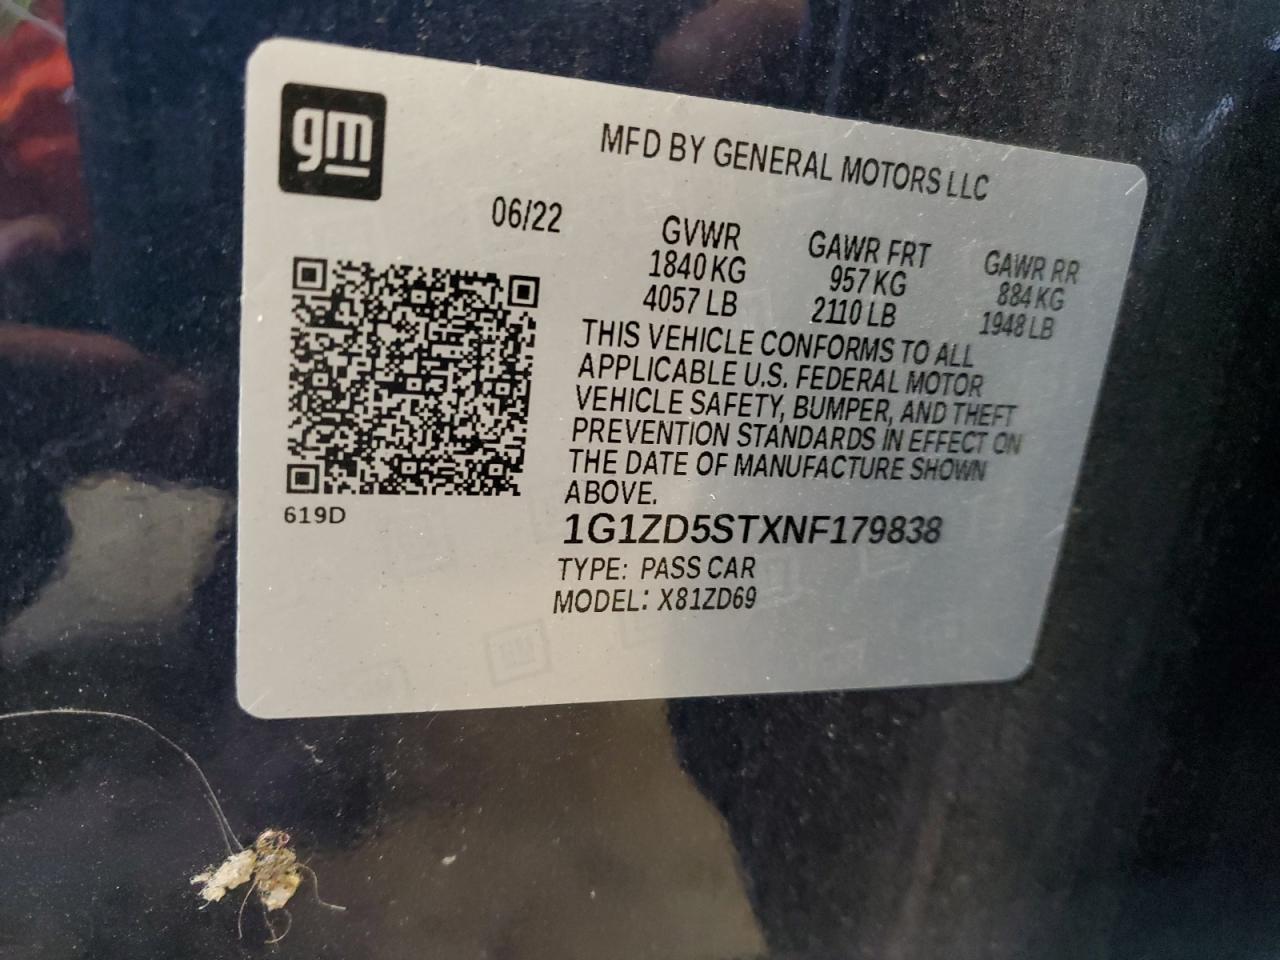 gm
MFD BY GENERAL MOTORS LLC
06/22
GVWR
1840 KG
4057 LB
GAWR FRT
957 KG
2110 LB
GAWR RR
884 KG
1948 LB
THIS VEHICLE CONFORMS TO ALL
APPLICABLE U.S. FEDERAL MOTOR
VEHICLE SAFETY, BUMPER, AND THEFT
PREVENTION STANDARDS IN EFFECT ON
THE DATE OF MANUFACTURE SHOWN
ABOVE.
619D
1G1ZD5STXNF179838
TYPE: PASS CAR
MODEL: X81ZD69